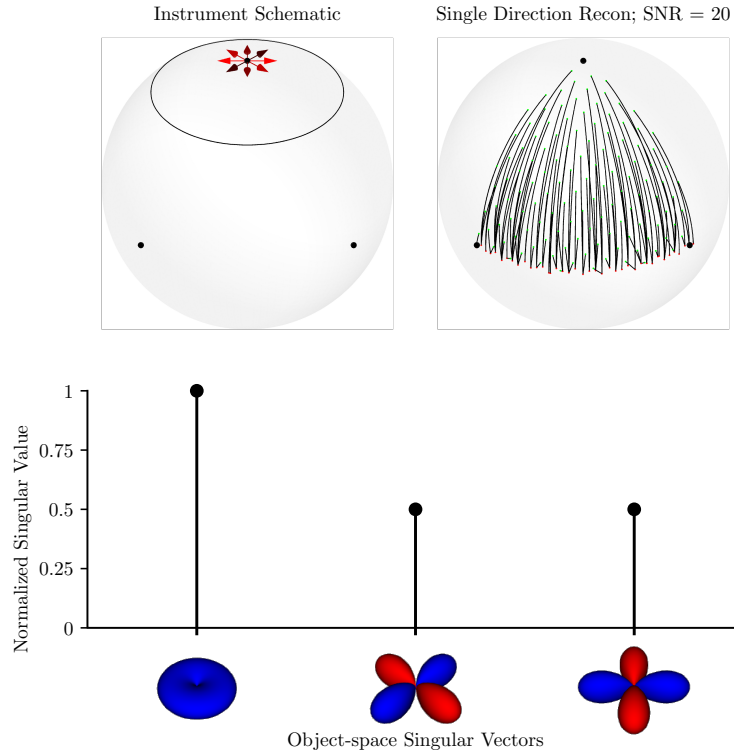 Instrument Schematic
Single Direction Recon; SNR = 20
Normalized Singular Value
1
0.75
0.5
0.25
0
Object-space Singular Vectors